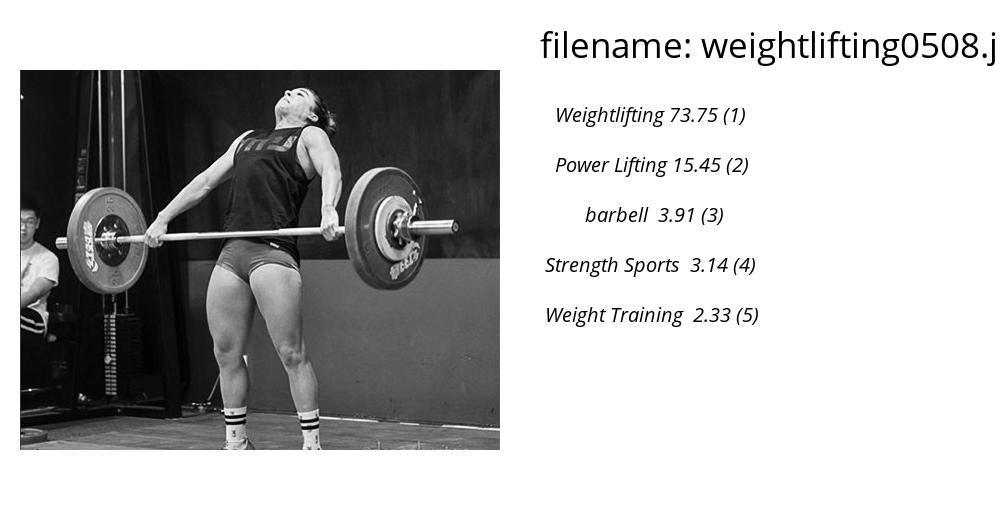 filename: weightlifting0508.j
Weightlifting 73.75 (1)
Power Lifting 15.45 (2)
barbell 3.91 (3)
Strength Sports 3.14 (4)
Weight Training 2.33 (5)